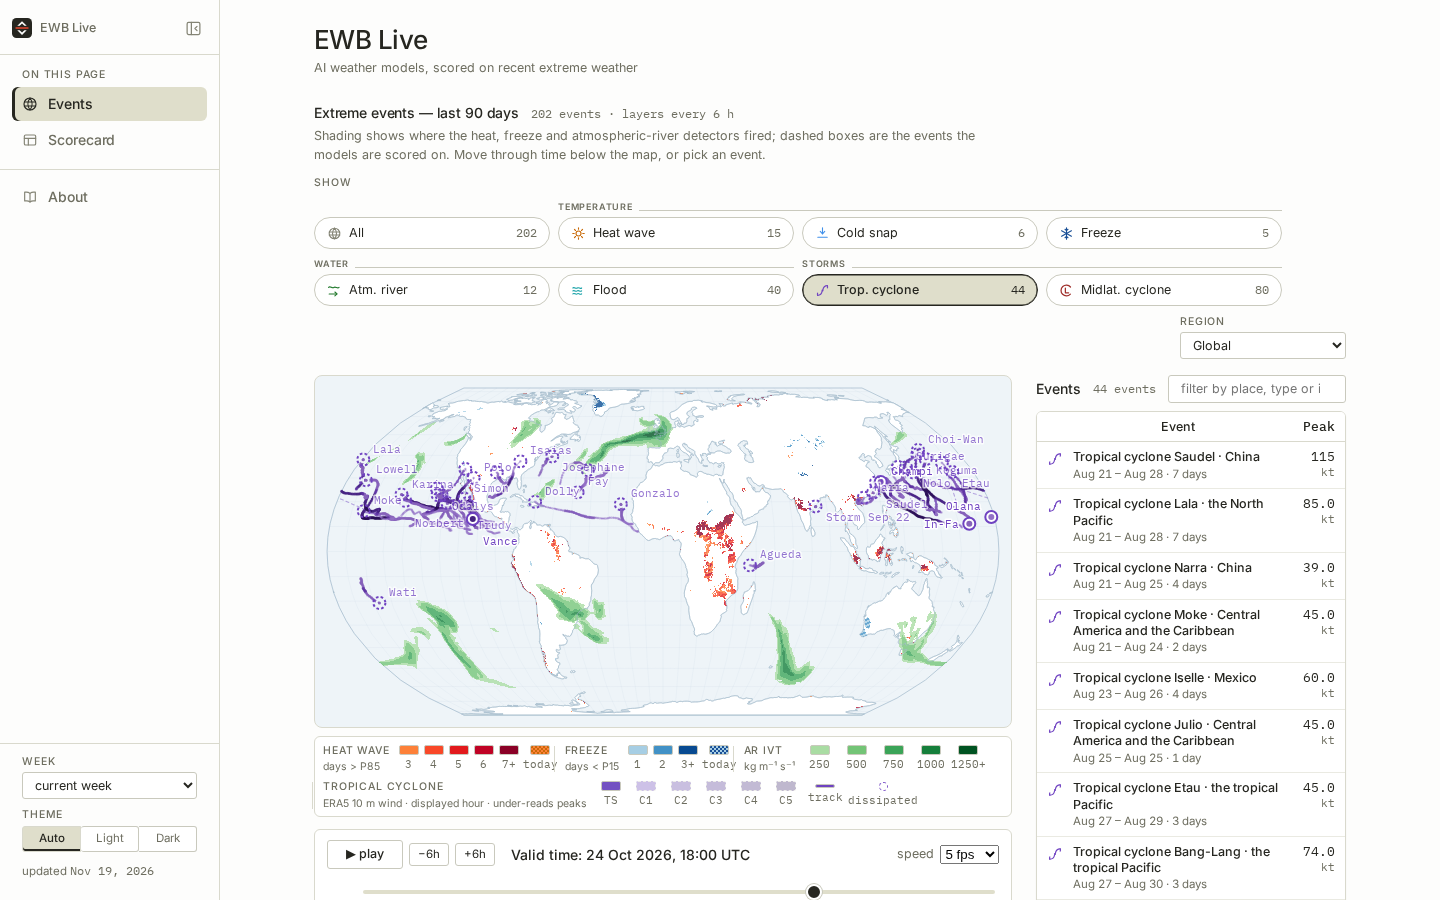 EWB Live
ON THIS PAGE
Events
Scorecard
About
WEEK
current week
THEME
Auto Light Dark
updated Nov 19, 2026
EWB Live
AI weather models, scored on recent extreme weather
Extreme events — last 90 days 202 events · layers every 6 h
Shading shows where the heat, freeze and atmospheric-river detectors fired; dashed boxes are the events the
models are scored on. Move through time below the map, or pick an event.
SHOW
TEMPERATURE
All 202
Heat wave 15
Cold snap 6
Freeze 5
WATER
STORMS
Atm. river 12
Flood 40
Trop. cyclone 44
Midlat. cyclone 80
REGION
Global
Lala
Lowell
Moke
Karina
Polo
Simon
Odalys
Norbert
Trudy
Vance
Isaias
Josephine
Fay
Dolly
Gonzalo
Wati
Agueda
Storm Sep 22
Choi-Wan
Champi
Koguma
Nolo
Etau
Narra
Saudel
Olana
In-Fa
HEAT WAVE
days > P85
3 4 5 6 7+ today
FREEZE
days < P15
1 2 3+ today
AR IVT
kg m⁻¹ s⁻¹
250 500 750 1000 1250+
TROPICAL CYCLONE
ERA5 10 m wind · displayed hour · under-reads peaks
TS C1 C2 C3 C4 C5 track dissipated
▶ play −6h +6h Valid time: 24 Oct 2026, 18:00 UTC speed 5 fps
Events 44 events filter by place, type or i
Event Peak
Tropical cyclone Saudel · China 115
Aug 21 – Aug 28 · 7 days kt
Tropical cyclone Lala · the North 85.0
Pacific kt
Aug 21 – Aug 28 · 7 days
Tropical cyclone Narra · China 39.0
Aug 21 – Aug 25 · 4 days kt
Tropical cyclone Moke · Central 45.0
America and the Caribbean kt
Aug 21 – Aug 24 · 2 days
Tropical cyclone Iselle · Mexico 60.0
Aug 23 – Aug 26 · 4 days kt
Tropical cyclone Julio · Central 45.0
America and the Caribbean kt
Aug 25 – Aug 25 · 1 day
Tropical cyclone Etau · the tropical 45.0
Pacific kt
Aug 27 – Aug 29 · 3 days
Tropical cyclone Bang-Lang · the 74.0
tropical Pacific kt
Aug 27 – Aug 30 · 3 days